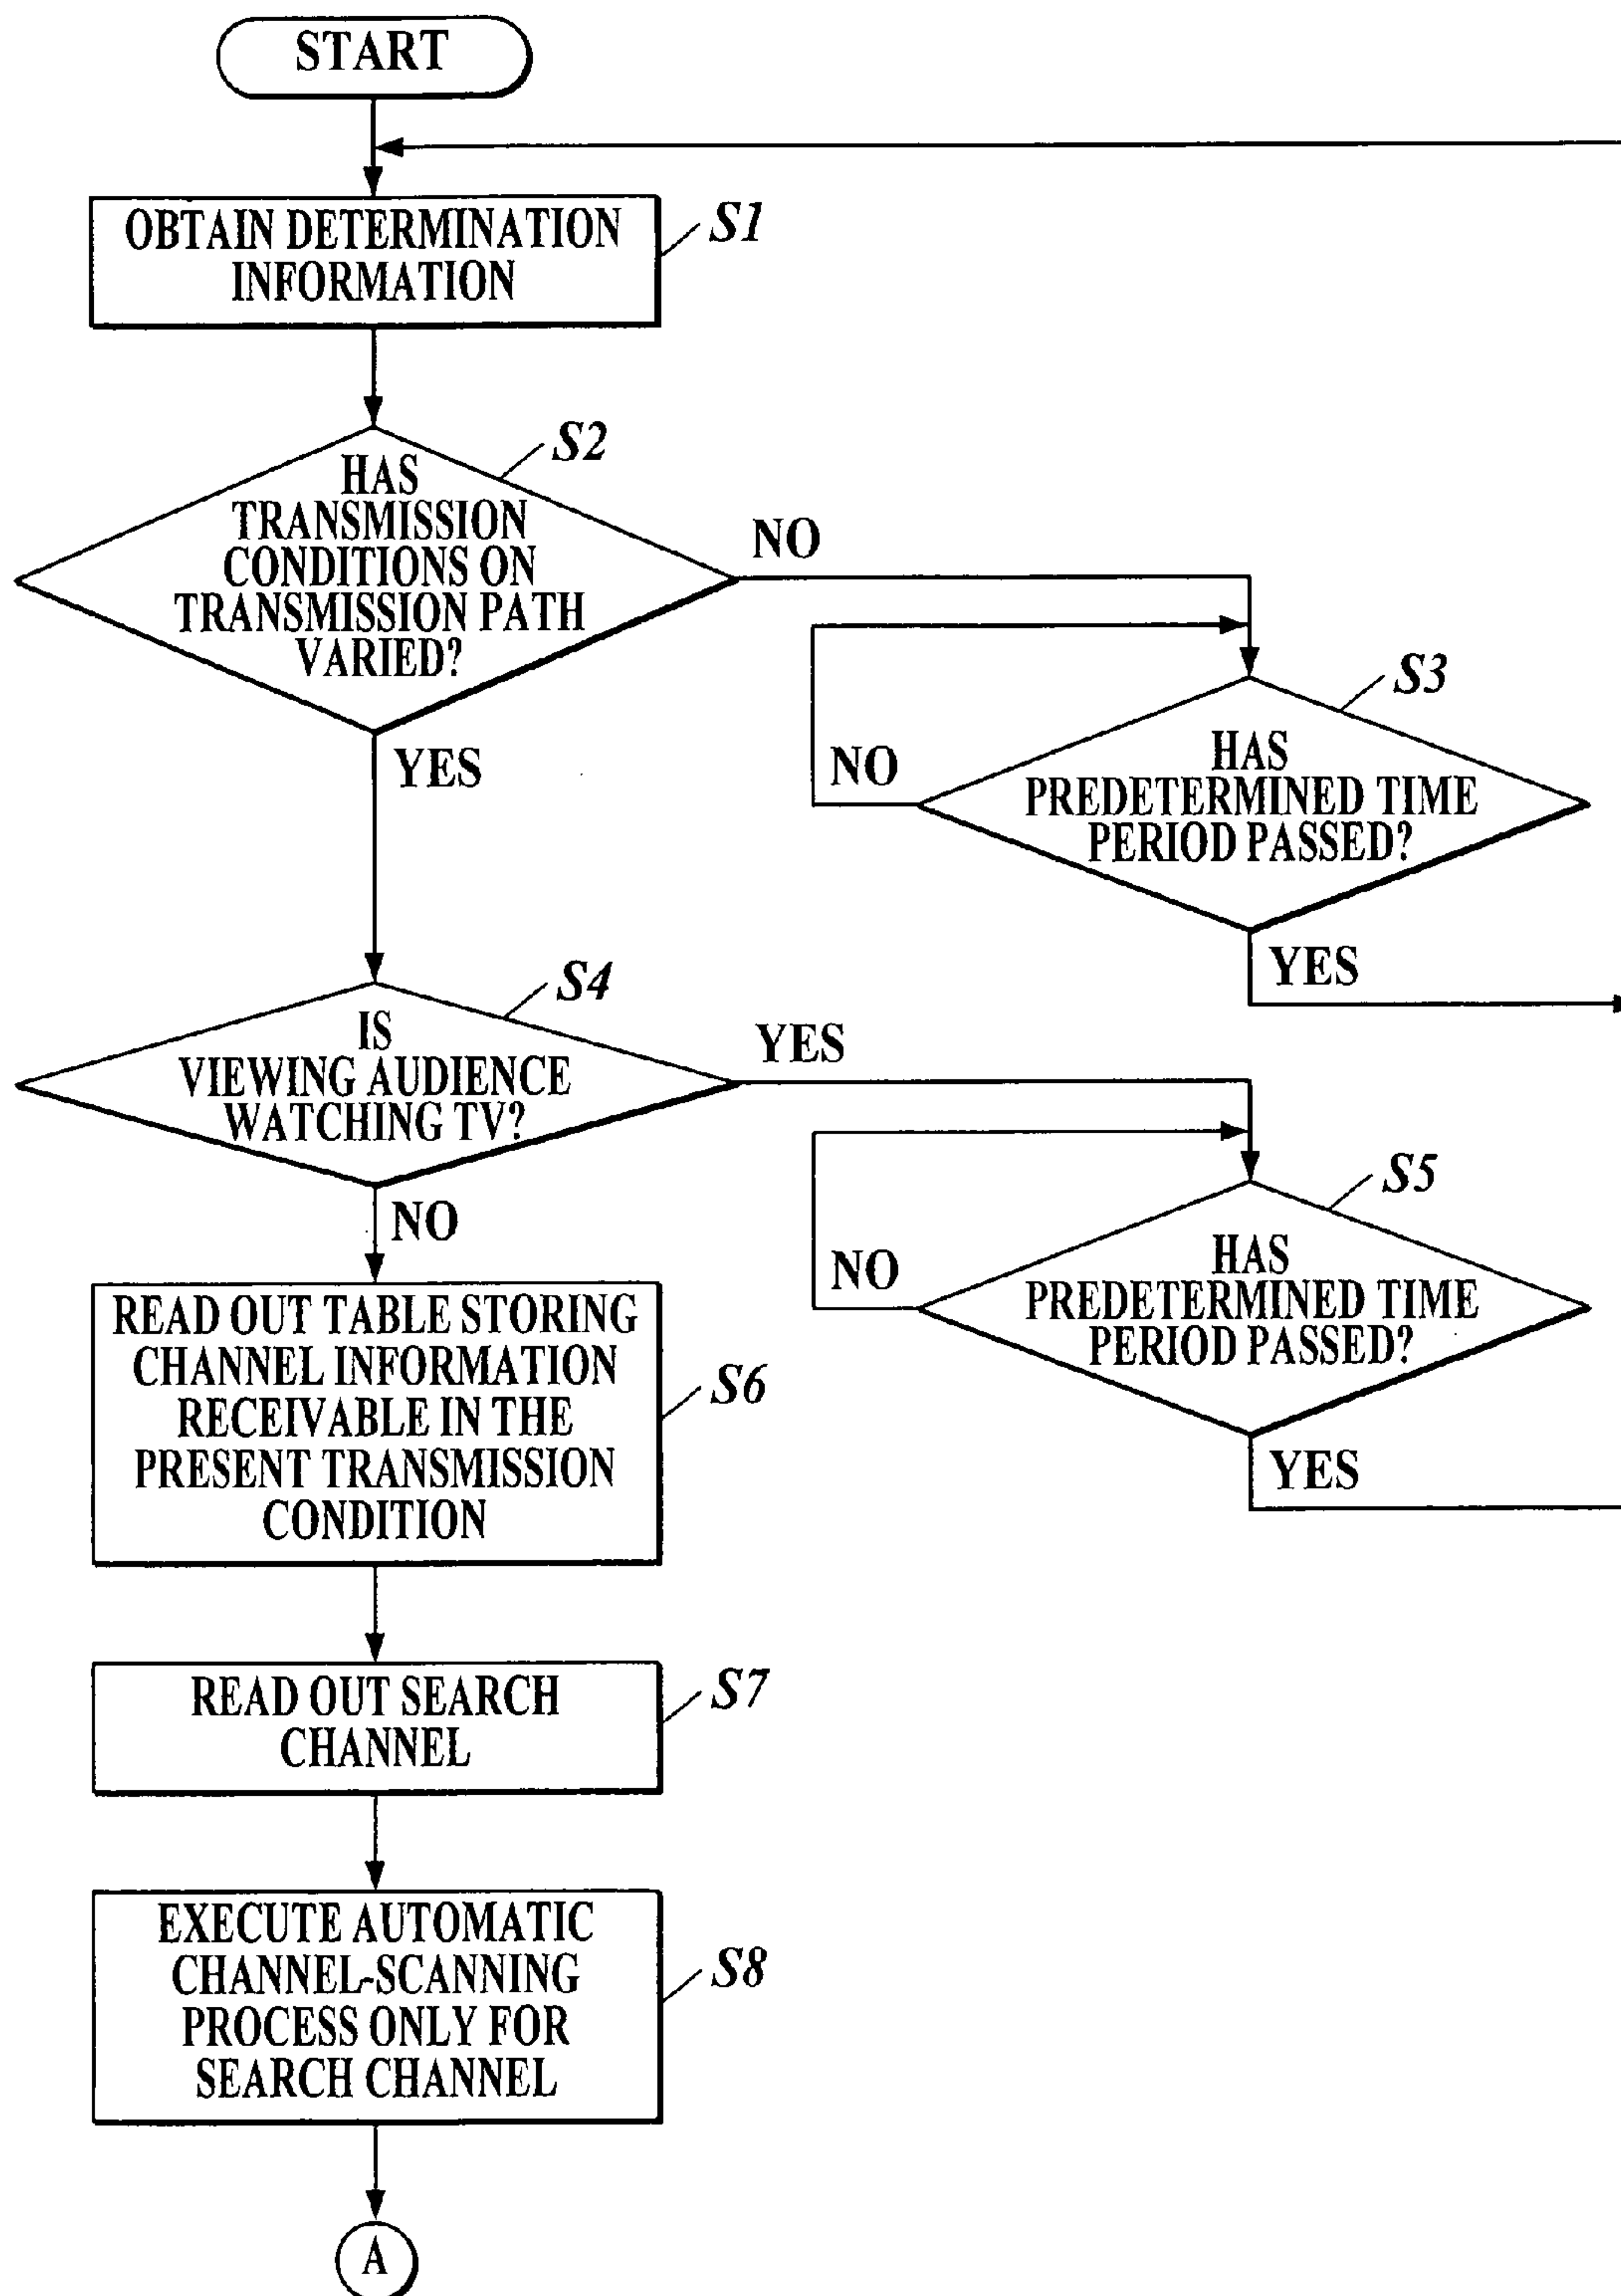 START
OBTAIN DETERMINATION
INFORMATION
S1
HAS
TRANSMISSION
CONDITIONS ON
TRANSMISSION PATH
VARIED?
S2
NO
YES
HAS
PREDETERMINED TIME
PERIOD PASSED?
S3
NO
YES
IS
VIEWING AUDIENCE
WATCHING TV?
S4
YES
NO
HAS
PREDETERMINED TIME
PERIOD PASSED?
S5
NO
YES
READ OUT TABLE STORING
CHANNEL INFORMATION
RECEIVABLE IN THE
PRESENT TRANSMISSION
CONDITION
S6
READ OUT SEARCH
CHANNEL
S7
EXECUTE AUTOMATIC
CHANNEL-SCANNING
PROCESS ONLY FOR
SEARCH CHANNEL
S8
A